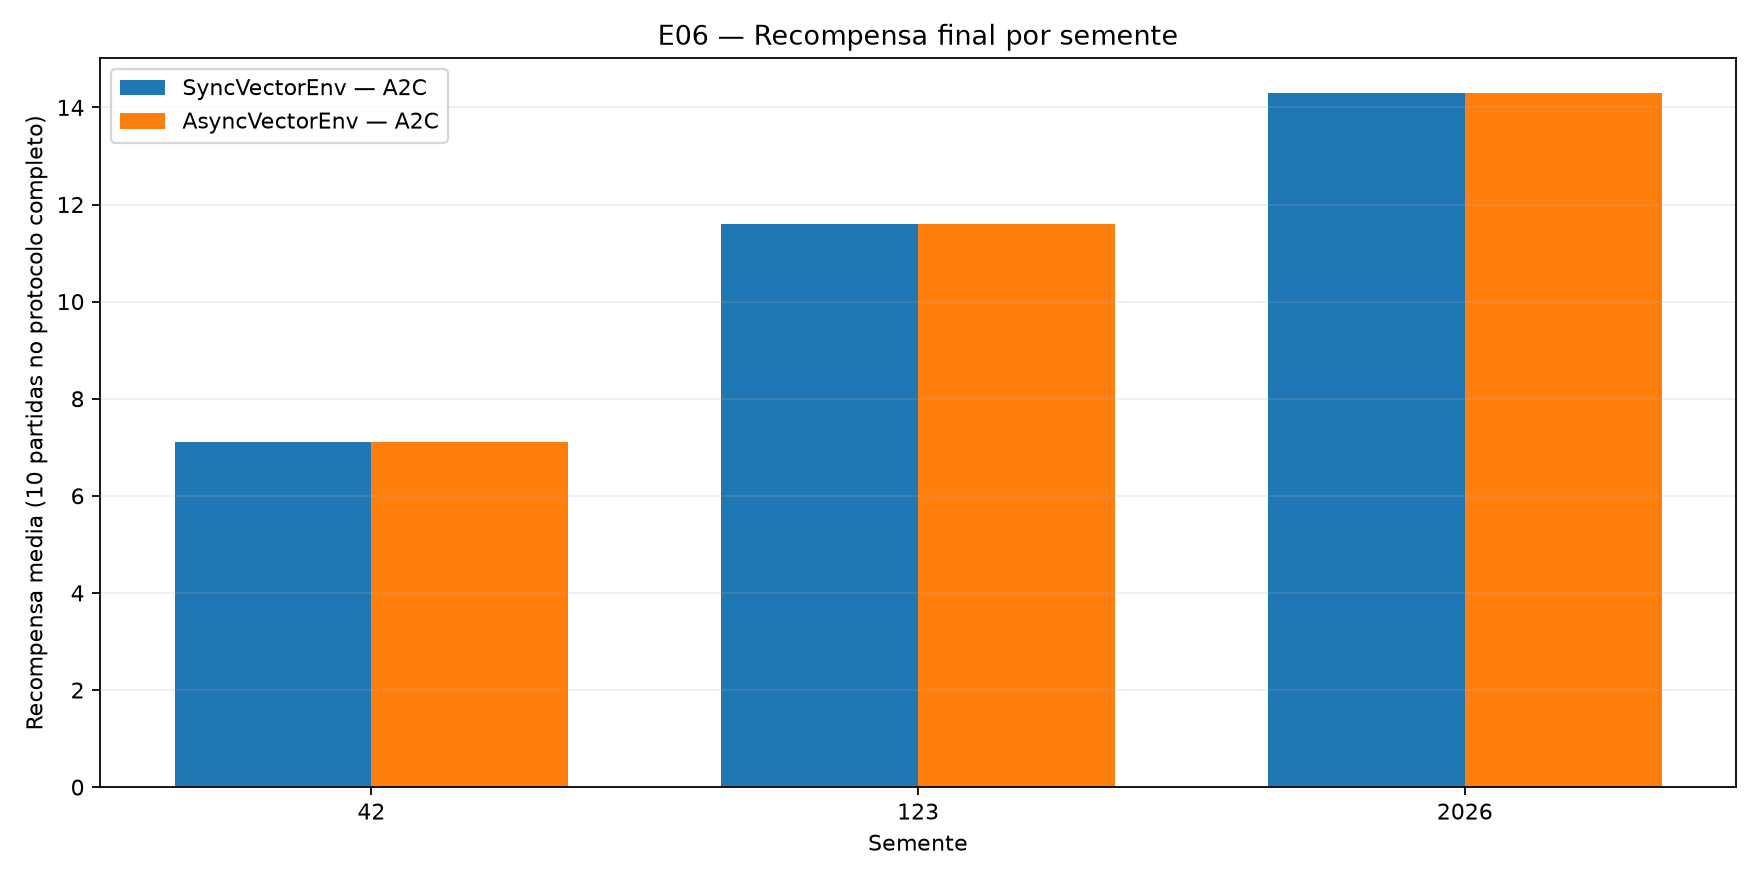 E06 — Recompensa final por semente
SyncVectorEnv — A2C
AsyncVectorEnv — A2C
Recompensa media (10 partidas no protocolo completo)
14
12
10
8
6
4
2
0
42
123
2026
Semente